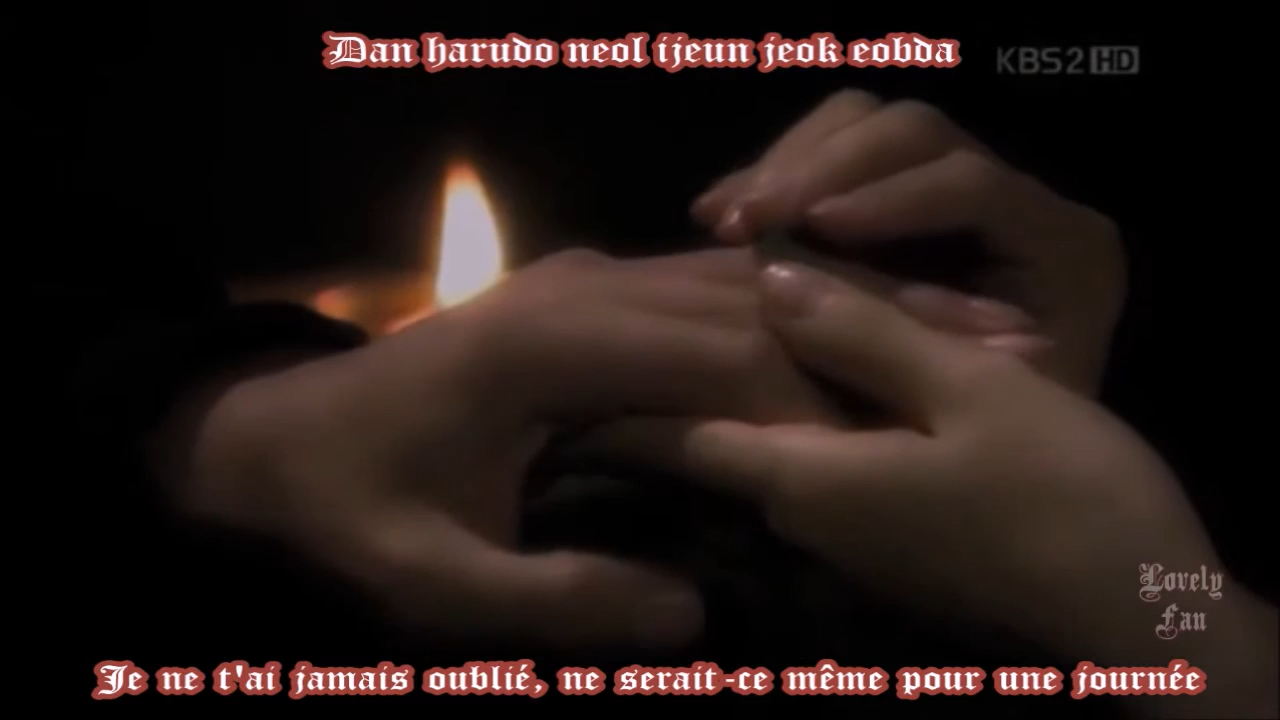 Dan harudo neol ijeun jeok eobda
KBS2 HD
Lovely
Fan
Je ne t'ai jamais oublié, ne serait-ce même pour une journée